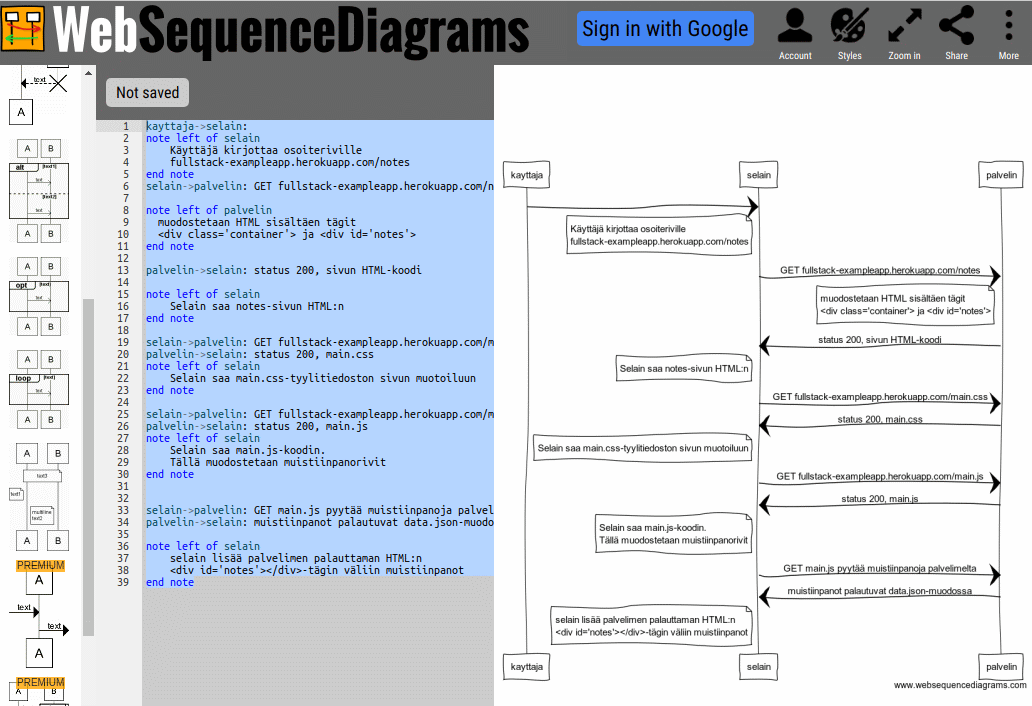 WebSequenceDiagrams
Sign in with Google
Account
Styles
Zoom in
Share
More
text
A
A B
alt [text1]
text
[text2]
text
A B
A B
opt [text]
text
A B
A B
loop [text]
text
A B
A B
text3
text1
multiline
text2
A B
PREMIUM
A
text
text
A
PREMIUM
A B
Not saved
1 kayttaja->selain:
2 note left of selain
3 Käyttäjä kirjottaa osoiteriville
4 fullstack-exampleapp.herokuapp.com/notes
5 end note
6 selain->palvelin: GET fullstack-exampleapp.herokuapp.com/n
7
8 note left of palvelin
9 muodostetaan HTML sisältäen tägit
10 <div class='container'> ja <div id='notes'>
11 end note
12
13 palvelin->selain: status 200, sivun HTML-koodi
14
15 note left of selain
16 Selain saa notes-sivun HTML:n
17 end note
18
19 selain->palvelin: GET fullstack-exampleapp.herokuapp.com/m
20 palvelin->selain: status 200, main.css
21 note left of selain
22 Selain saa main.css-tyylitiedoston sivun muotoiluun
23 end note
24
25 selain->palvelin: GET fullstack-exampleapp.herokuapp.com/m
26 palvelin->selain: status 200, main.js
27 note left of selain
28 Selain saa main.js-koodin.
29 Tällä muodostetaan muistiinpanorivit
30 end note
31
32
33 selain->palvelin: GET main.js pyytää muistiinpanoja palvel
34 palvelin->selain: muistiinpanot palautuvat data.json-muodo
35
36 note left of selain
37 selain lisää palvelimen palauttaman HTML:n
38 <div id='notes'></div>-tägin väliin muistiinpanot
39 end note
kayttaja
selain
palvelin
Käyttäjä kirjottaa osoiteriville
fullstack-exampleapp.herokuapp.com/notes
GET fullstack-exampleapp.herokuapp.com/notes
muodostetaan HTML sisältäen tägit
<div class='container'> ja <div id='notes'>
status 200, sivun HTML-koodi
Selain saa notes-sivun HTML:n
GET fullstack-exampleapp.herokuapp.com/main.css
status 200, main.css
Selain saa main.css-tyylitiedoston sivun muotoiluun
GET fullstack-exampleapp.herokuapp.com/main.js
status 200, main.js
Selain saa main.js-koodin.
Tällä muodostetaan muistiinpanorivit
GET main.js pyytää muistiinpanoja palvelimelta
muistiinpanot palautuvat data.json-muodossa
selain lisää palvelimen palauttaman HTML:n
<div id='notes'></div>-tägin väliin muistiinpanot
kayttaja
selain
palvelin
www.websequencediagrams.com